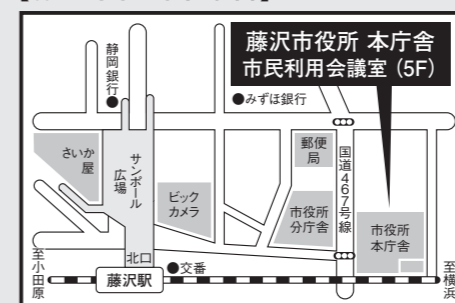 藤沢市役所 本庁舎
市民利用会議室（5F）
静岡銀行●
●みずほ銀行
さいか屋
サンパール広場
ビックカメラ
郵便局
国道467号線
市役所分庁舎
市役所本庁舎
北口
●交番
至小田原
藤沢駅
至横浜